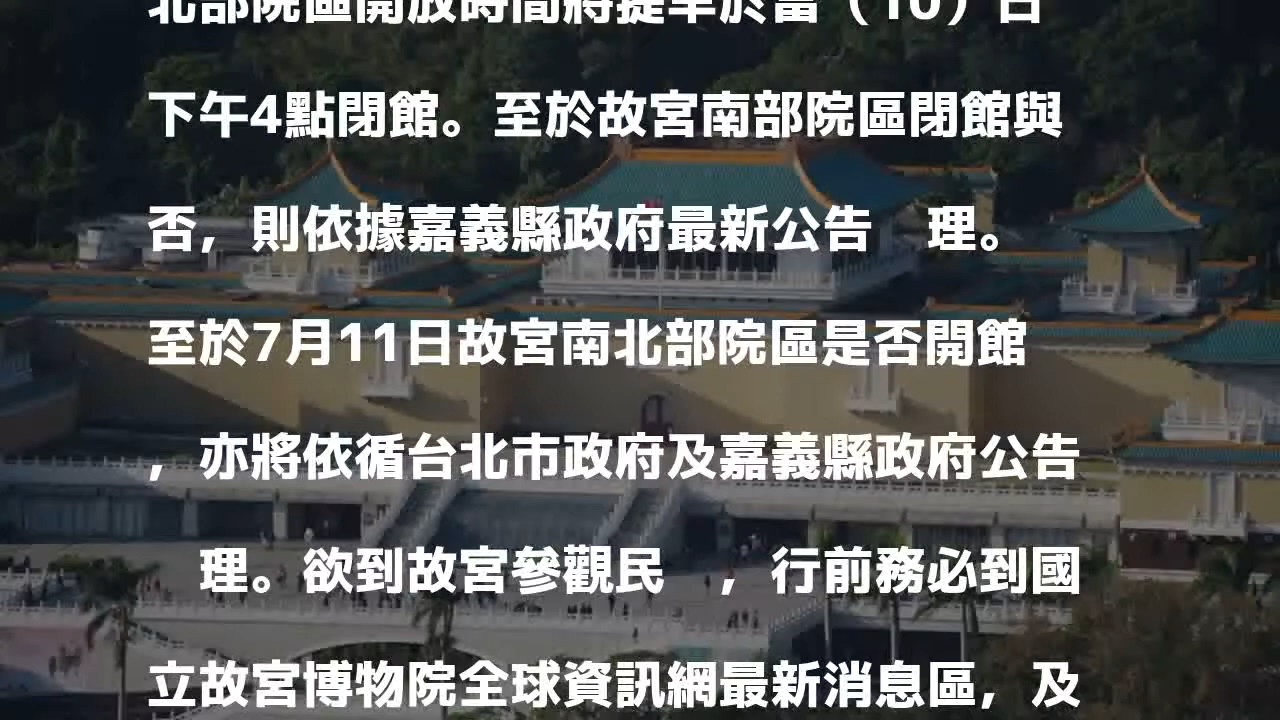 北部院區開放時間將提早於當（10）日
下午4點閉館。至於故宮南部院區閉館與
否，則依據嘉義縣政府最新公告　理。
至於7月11日故宮南北部院區是否開館
，亦將依循台北市政府及嘉義縣政府公告
　理。欲到故宮參觀民　，行前務必到國
立故宮博物院全球資訊網最新消息區，及